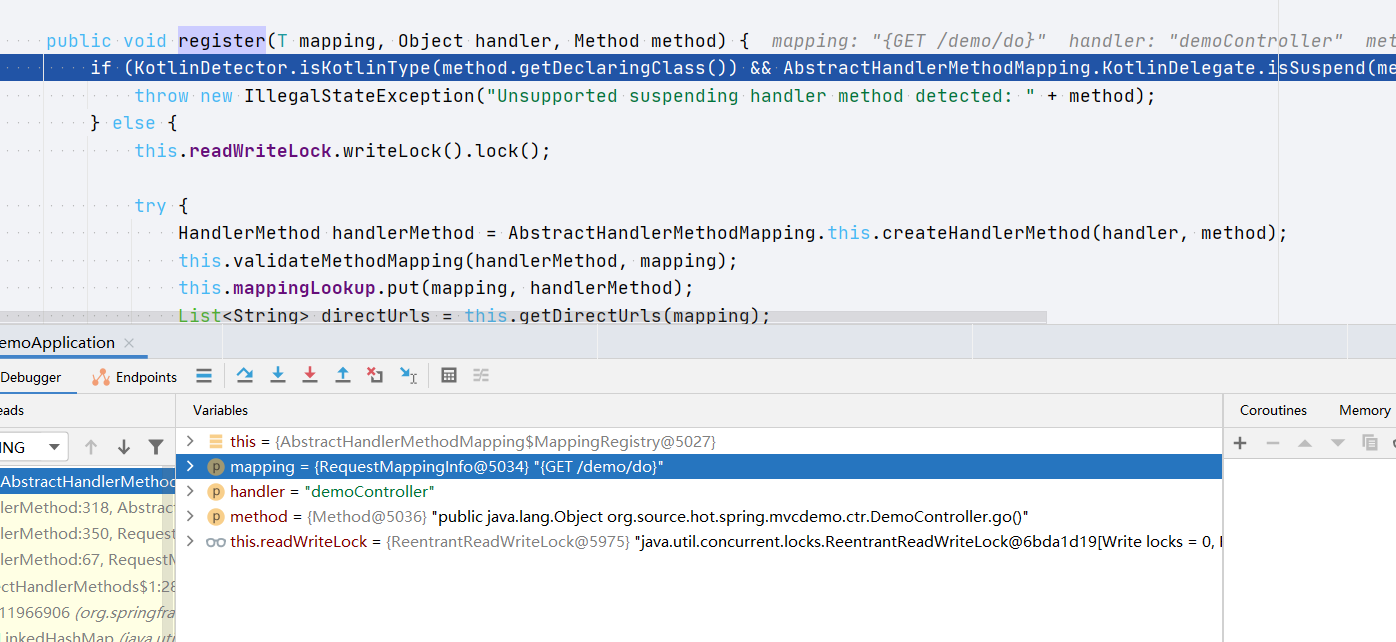 public void register(T mapping, Object handler, Method method) { mapping: "{GET /demo/do}" handler: "demoController" met
if (KotlinDetector.isKotlinType(method.getDeclaringClass()) && AbstractHandlerMethodMapping.KotlinDelegate.isSuspend(me
throw new IllegalStateException("Unsupported suspending handler method detected: " + method);
} else {
this.readWriteLock.writeLock().lock();
try {
HandlerMethod handlerMethod = AbstractHandlerMethodMapping.this.createHandlerMethod(handler, method);
this.validateMethodMapping(handlerMethod, mapping);
this.mappingLookup.put(mapping, handlerMethod);
List<String> directUrls = this.getDirectUrls(mapping);
emoApplication
Debugger Endpoints
eads Variables Coroutines Memory
ING
this = {AbstractHandlerMethodMapping$MappingRegistry@5027}
mapping = {RequestMappingInfo@5034} "{GET /demo/do}"
handler = "demoController"
method = {Method@5036} "public java.lang.Object org.source.hot.spring.mvcdemo.ctr.DemoController.go()"
this.readWriteLock = {ReentrantReadWriteLock@5975} "java.util.concurrent.locks.ReentrantReadWriteLock@6bda1d19[Write locks = 0,
AbstractHandlerMethod
lerMethod:318, Abstrac
lerMethod:350, Request
lerMethod:67, RequestM
ectHandlerMethods$1:28
11966906 (org.springfra
LinkedHashMap (java.uti